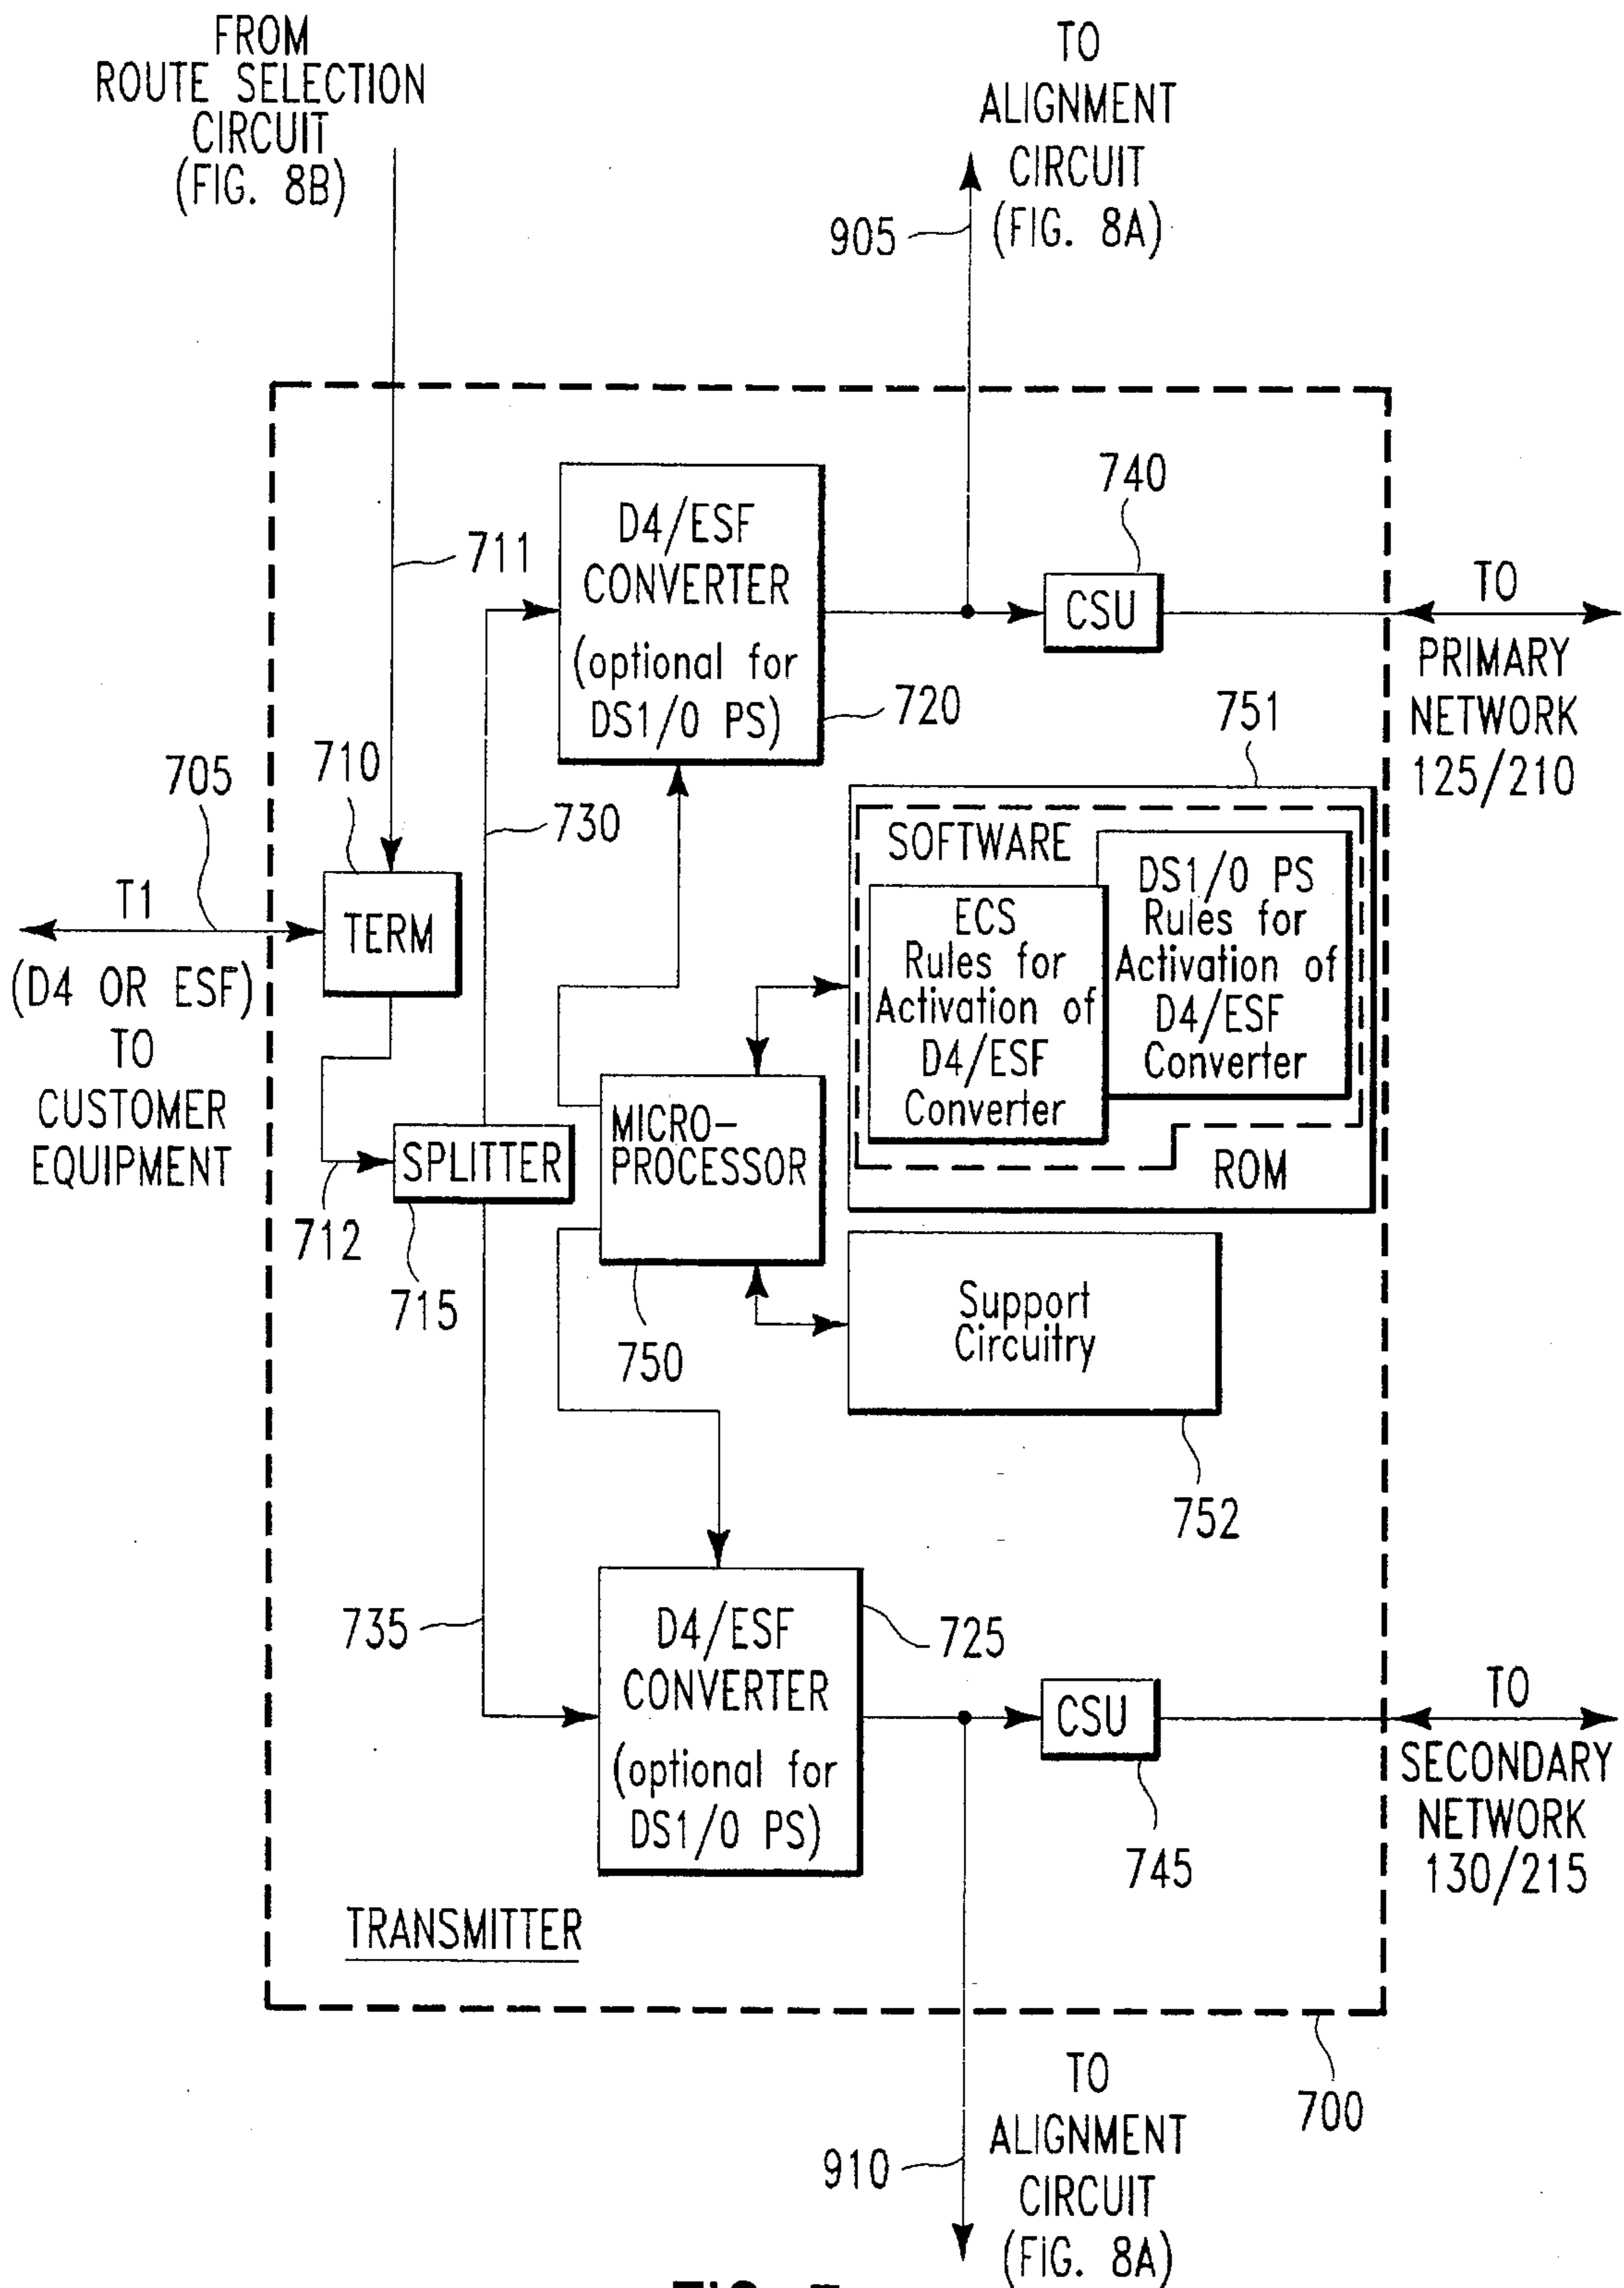 FROM
ROUTE SELECTION
CIRCUIT
(FIG. 8B)
TO
ALIGNMENT
CIRCUIT
(FIG. 8A)
905
711
D4/ESF
CONVERTER
(optional for
DS1/0 PS)
720
740
CSU
TO
PRIMARY
NETWORK
125/210
705
710
T1
TERM
(D4 OR ESF)
TO
CUSTOMER
EQUIPMENT
730
751
SOFTWARE
ECS
Rules for
Activation of
D4/ESF
Converter
DS1/0 PS
Rules for
Activation of
D4/ESF
Converter
ROM
MICRO-
PROCESSOR
750
SPLITTER
712
715
Support
Circuitry
752
735
D4/ESF
CONVERTER
(optional for
DS1/0 PS)
725
CSU
745
TO
SECONDARY
NETWORK
130/215
TRANSMITTER
700
910
TO
ALIGNMENT
CIRCUIT
(FIG. 8A)